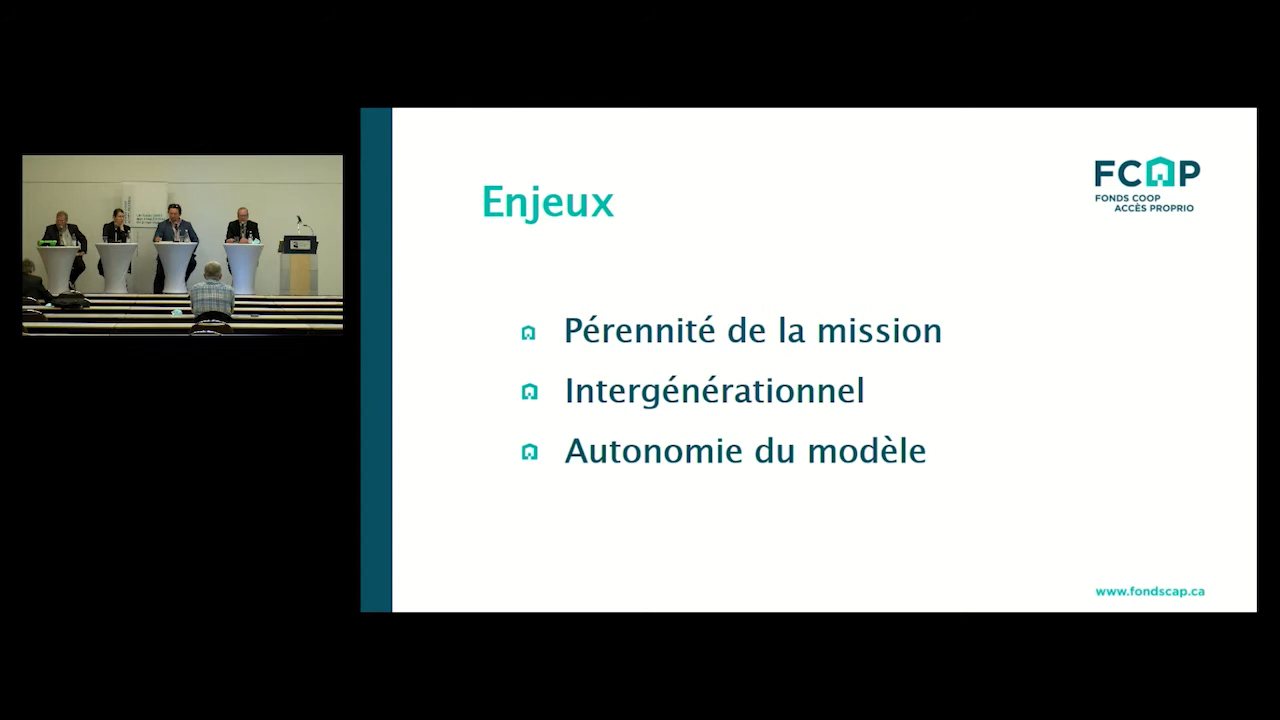 Enjeux
FCAP
FONDS COOP
ACCÈS PROPRIO
Pérennité de la mission
Intergénérationnel
Autonomie du modèle
www.fondscap.ca